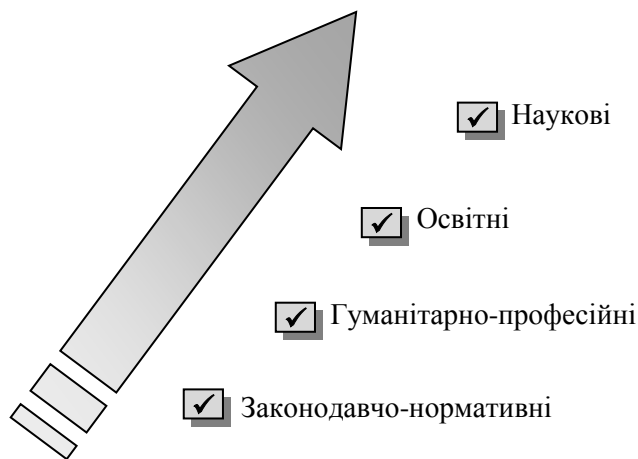 Наукові
Освітні
Гуманітарно-професійні
Законодавчо-нормативні